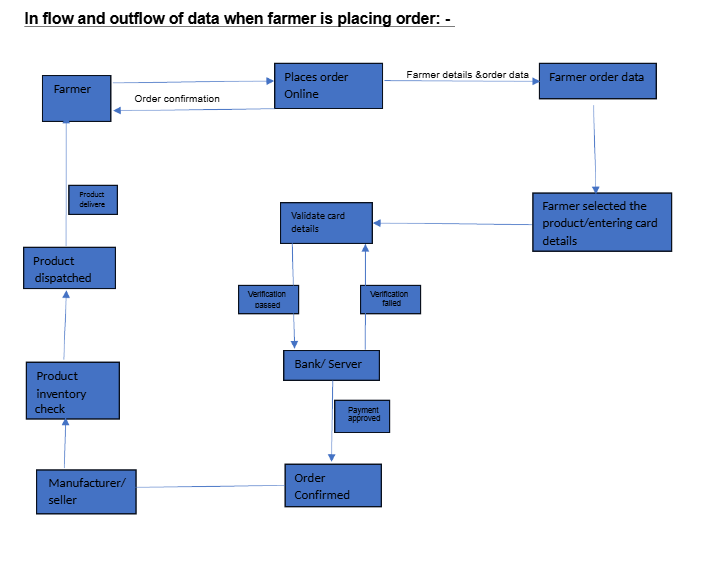 In flow and outflow of data when farmer is placing order: -
Farmer
Places order
Online
Farmer details &order data
Farmer order data
Order confirmation
Product
delivere
Farmer selected the
product/entering card
details
Validate card
details
Product
dispatched
Verification
passed
Verification
failed
Bank/ Server
Product
inventory
check
Payment
approved
Manufacturer/
seller
Order
Confirmed